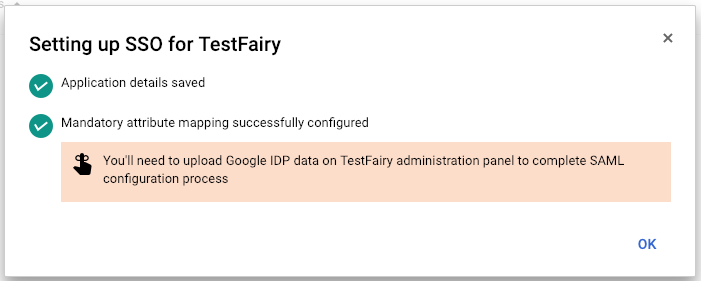 Setting up SSO for TestFairy
Application details saved
Mandatory attribute mapping successfully configured
You'll need to upload Google IDP data on TestFairy administration panel to complete SAML
configuration process
OK